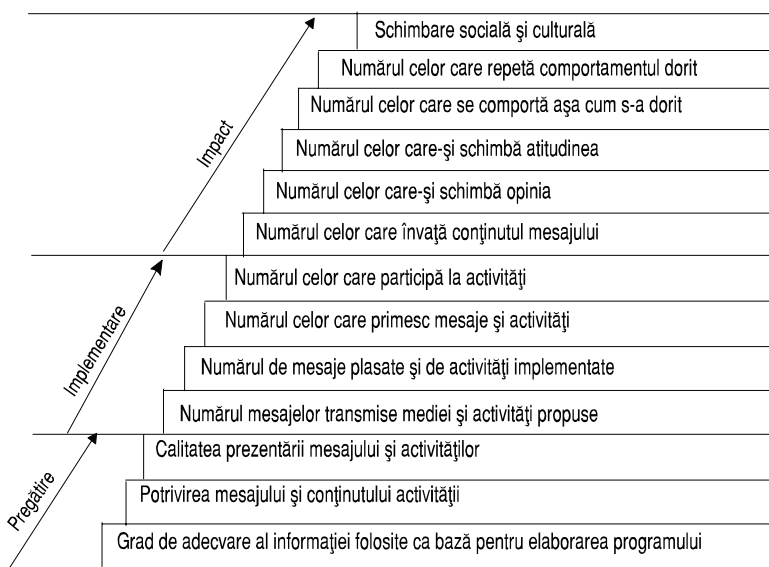 Schimbare socială şi culturală
Numărul celor care repetă comportamentul dorit
Numărul celor care se comportă aşa cum s-a dorit
Impact
Numărul celor care-şi schimbă atitudinea
Numărul celor care-şi schimbă opinia
Numărul celor care învaţă conţinutul mesajului
Numărul celor care participă la activităţi
Implementare
Numărul celor care primesc mesaje şi activităţi
Numărul de mesaje plasate şi de activităţi implementate
Numărul mesajelor transmise mediei şi activităţi propuse
Calitatea prezentării mesajului şi activităţilor
Pregătire
Potrivirea mesajului şi conţinutului activităţii
Grad de adecvare al informaţiei folosite ca bază pentru elaborarea programului